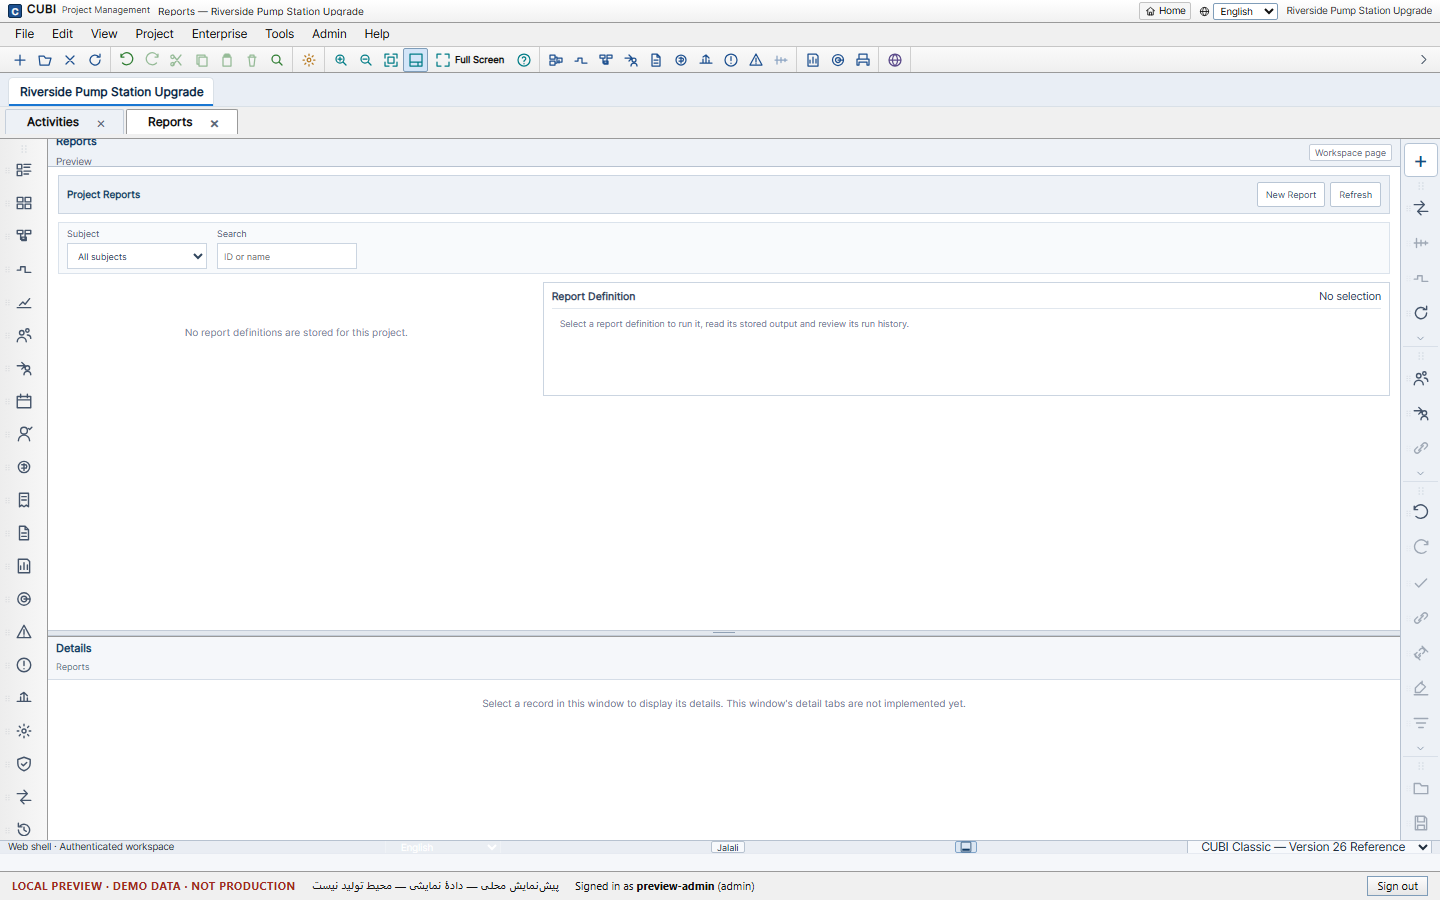 CUBI Project Management Reports — Riverside Pump Station Upgrade Home English Riverside Pump Station Upgrade
File Edit View Project Enterprise Tools Admin Help
Full Screen
Riverside Pump Station Upgrade
Activities Reports
Reports
Preview
Workspace page
Project Reports New Report Refresh
Subject Search
All subjects ID or name
Report Definition No selection
Select a report definition to run it, read its stored output and review its run history.
No report definitions are stored for this project.
Details
Reports
Select a record in this window to display its details. This window's detail tabs are not implemented yet.
Web shell · Authenticated workspace English Jalali CUBI Classic — Version 26 Reference
LOCAL PREVIEW · DEMO DATA · NOT PRODUCTION پیش‌نمایش محلی — دادهٔ نمایشی — محیط تولید نیست Signed in as preview-admin (admin) Sign out